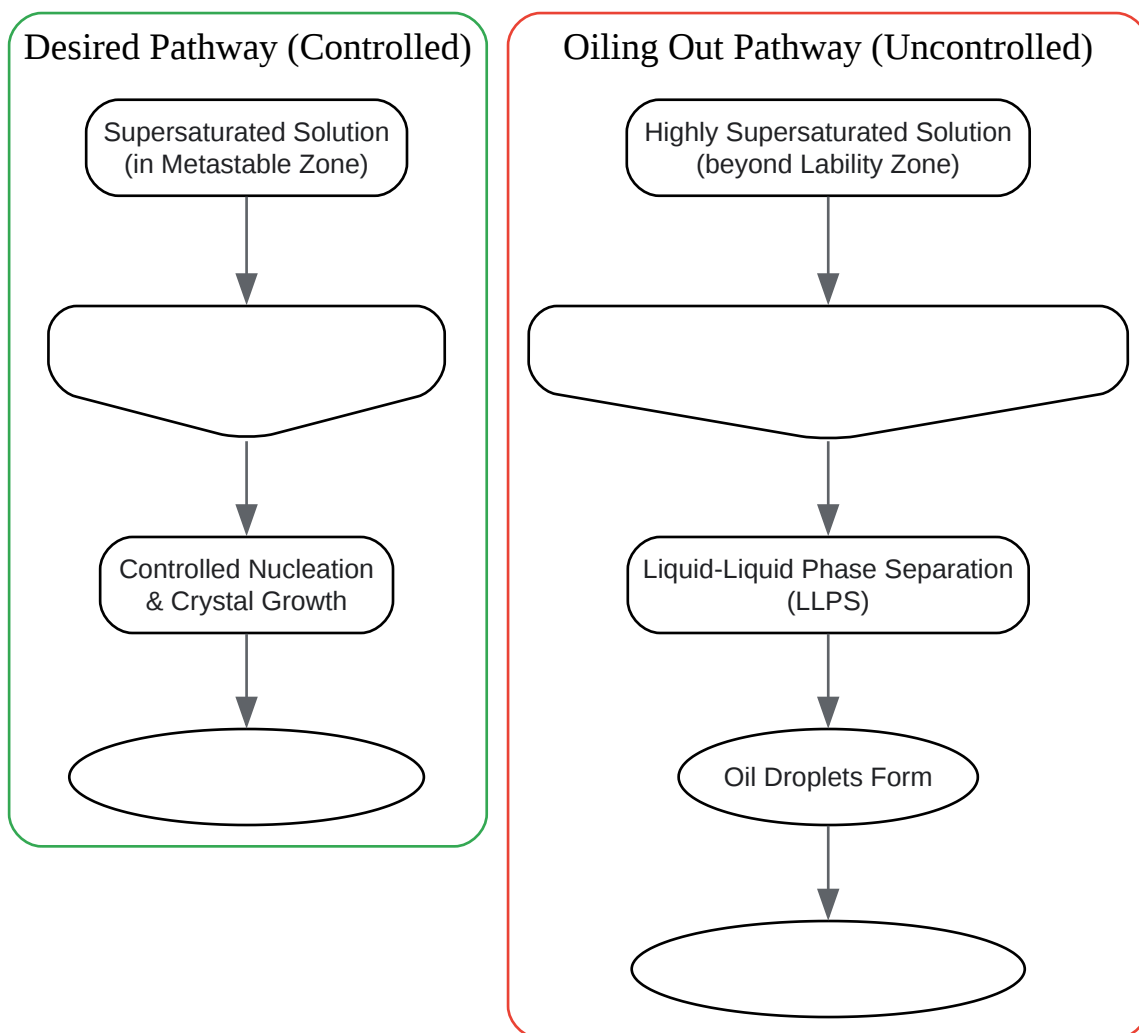 Desired Pathway (Controlled)
Supersaturated Solution
(in Metastable Zone)
Controlled Nucleation
& Crystal Growth
Oiling Out Pathway (Uncontrolled)
Highly Supersaturated Solution
(beyond Lability Zone)
Liquid-Liquid Phase Separation
(LLPS)
Oil Droplets Form